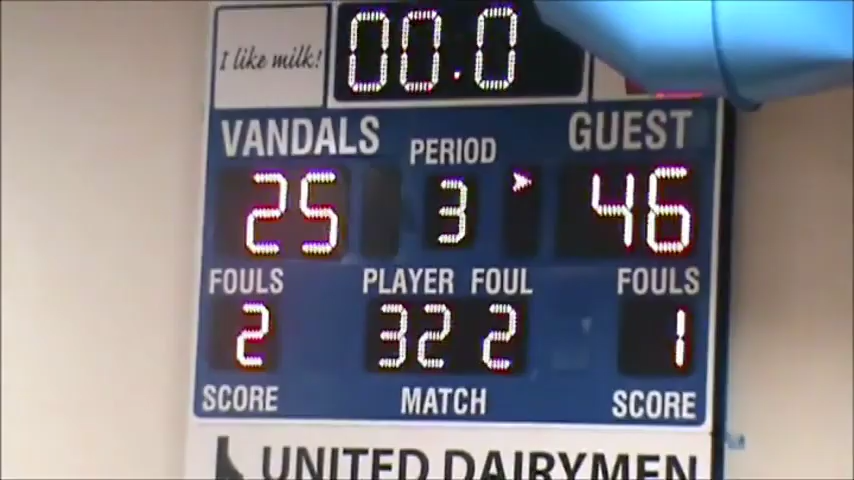 I like milk! 00.0
VANDALS PERIOD GUEST
25 3 46
FOULS PLAYER FOUL FOULS
2 32 2 1
SCORE MATCH SCORE
UNITED DAIRYMEN